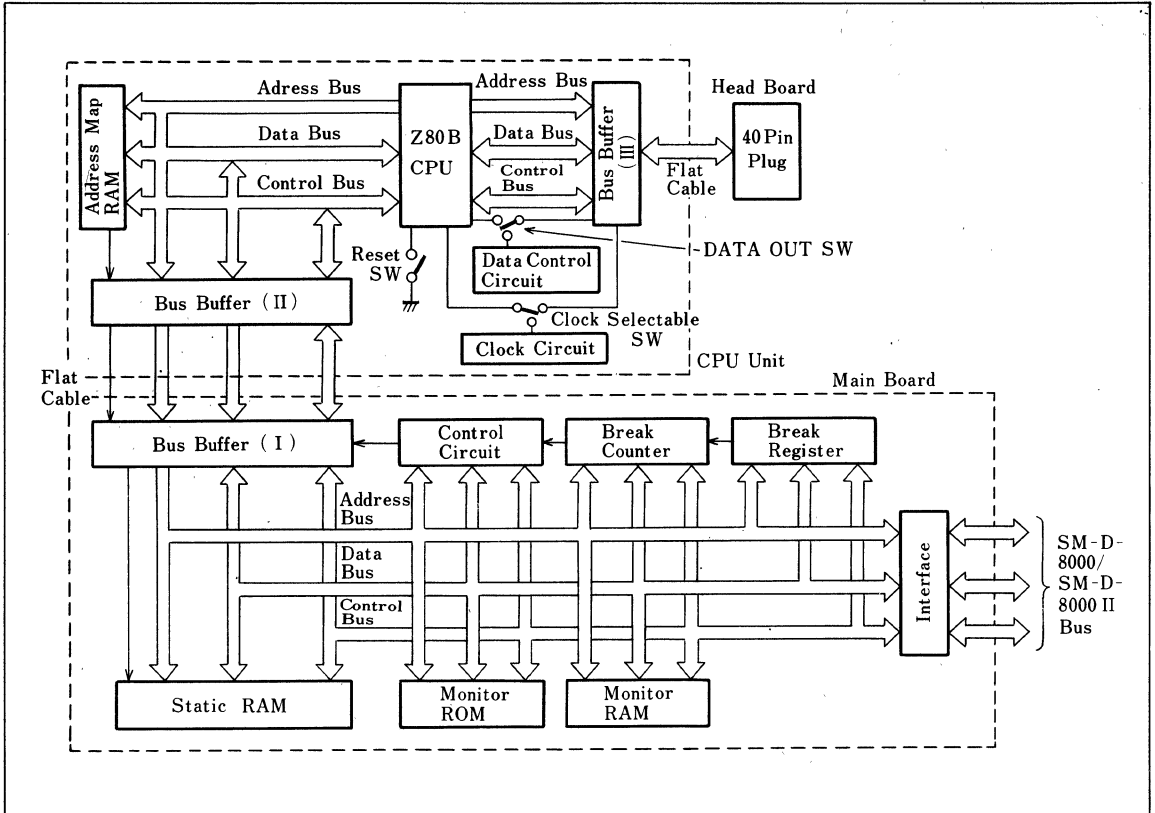 Adress Bus
Address Bus
Head Board
Address Map
RAM
Data Bus
Z80B
CPU
Data Bus
Bus Buffer
(III)
40 Pin
Plug
Control Bus
Control
Bus
Flat
Cable
Reset
SW
DATA OUT SW
Data Control
Circuit
Bus Buffer (II)
Clock Selectable
SW
Clock Circuit
CPU Unit
Flat
Cable
Main Board
Bus Buffer (I)
Control
Circuit
Break
Counter
Break
Register
Address
Bus
Data
Bus
Control
Bus
Interface
SM-D-
8000/
SM-D-
8000 II
Bus
Static RAM
Monitor
ROM
Monitor
RAM